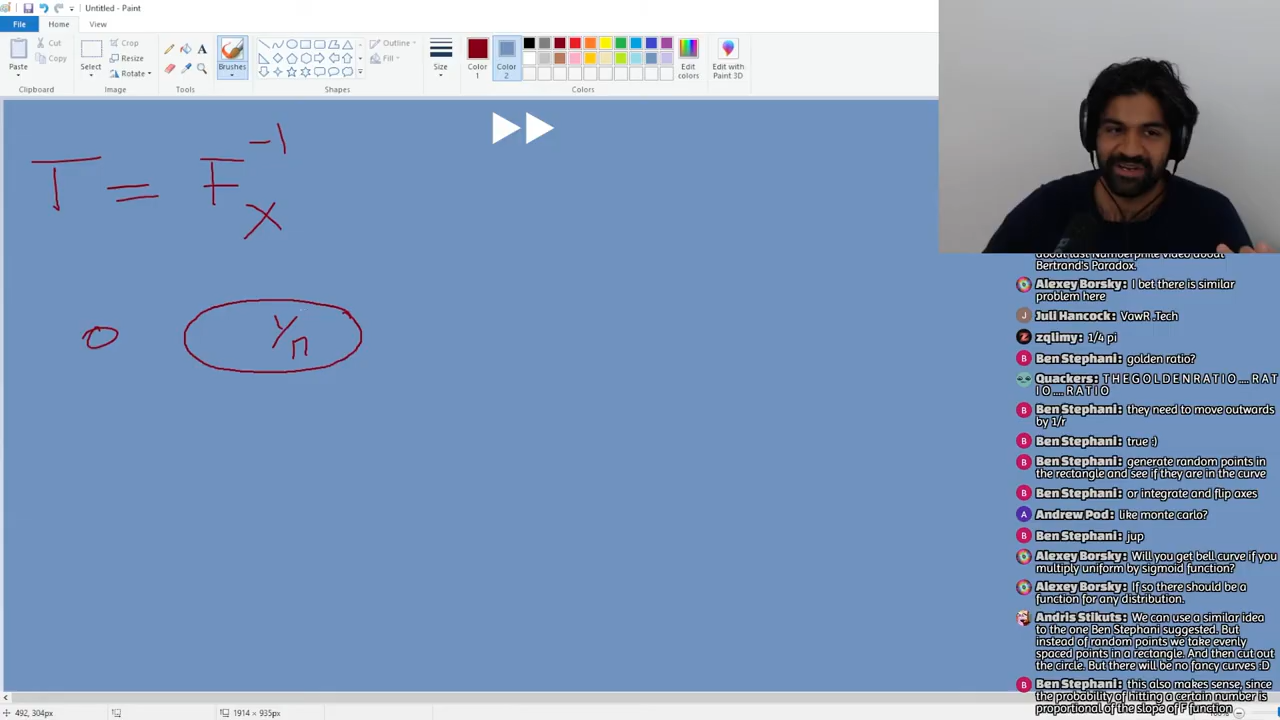 Untitled - Paint
File
Home
View
Paste
Cut
Copy
Clipboard
Select
Crop
Resize
Rotate
Image
Tools
Brushes
Outline
Fill
Shapes
Size
Color
1
Color
2
Edit
colors
Edit with
Paint 3D
Colors
T = F
-1
X
about last Numberphile video about
Bertrand's Paradox.
Alexey Borsky: I bet there is similar
problem here
Juli Hancock: VawR .Tech
zqlimy: 1/4 pi
Ben Stephani: golden ratio?
Quackers: T H E G O L D E N R A T I O .... R A T
I O .... R A T I O
Ben Stephani: they need to move outwards
by 1/r
Ben Stephani: true :)
Ben Stephani: generate random points in
the rectangle and see if they are in the curve
Ben Stephani: or integrate and flip axes
Andrew Pod: like monte carlo?
Ben Stephani: jup
Alexey Borsky: Will you get bell curve if you
multiply uniform by sigmoid function?
Alexey Borsky: If so there should be a
function for any distribution.
Andris Stikuts: We can use a similar idea
to the one Ben Stephani suggested. But
instead of random points we take evenly
spaced points in a rectangle. And then cut out
the circle. But there will be no fancy curves :D
Ben Stephani: this also makes sense, since
the probability of hitting a certain number is
proportional of the slope of F function
492, 304px
1914 × 935px